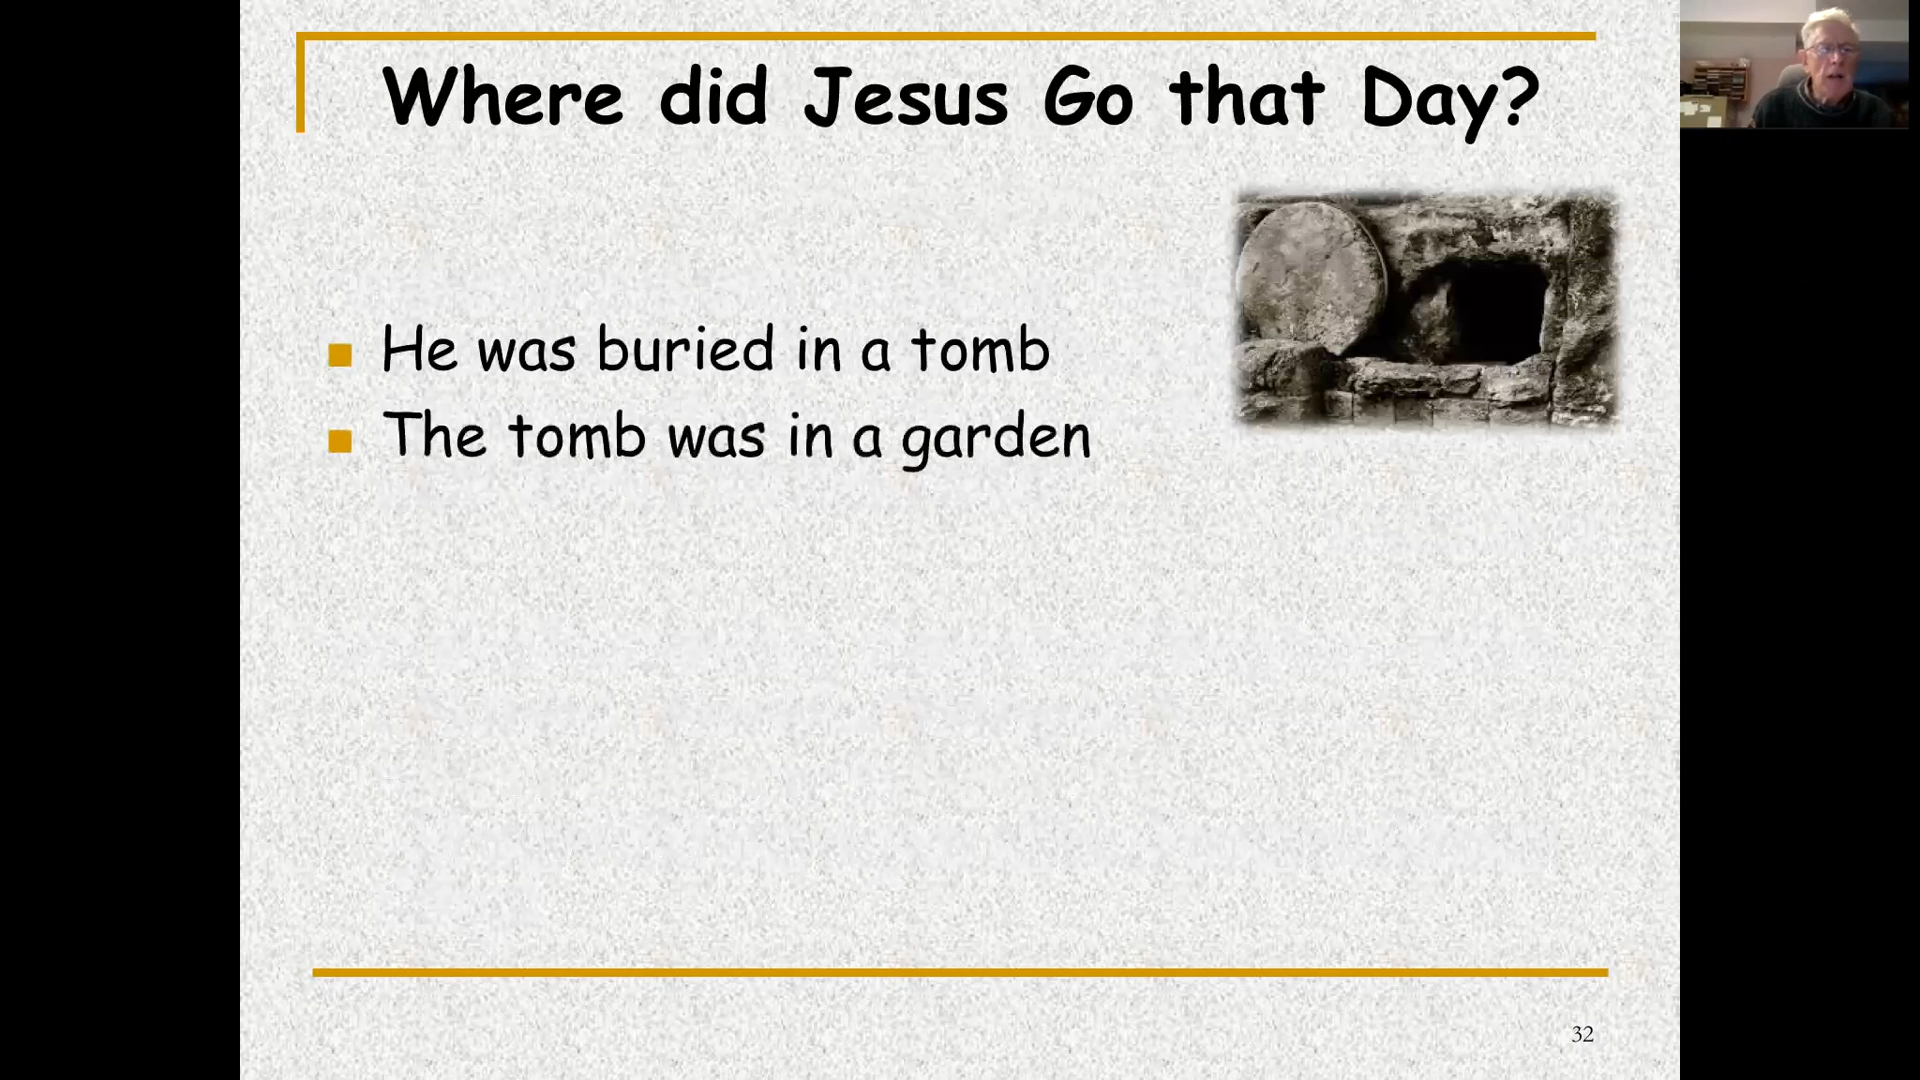 Where did Jesus Go that Day?
He was buried in a tomb
The tomb was in a garden
32